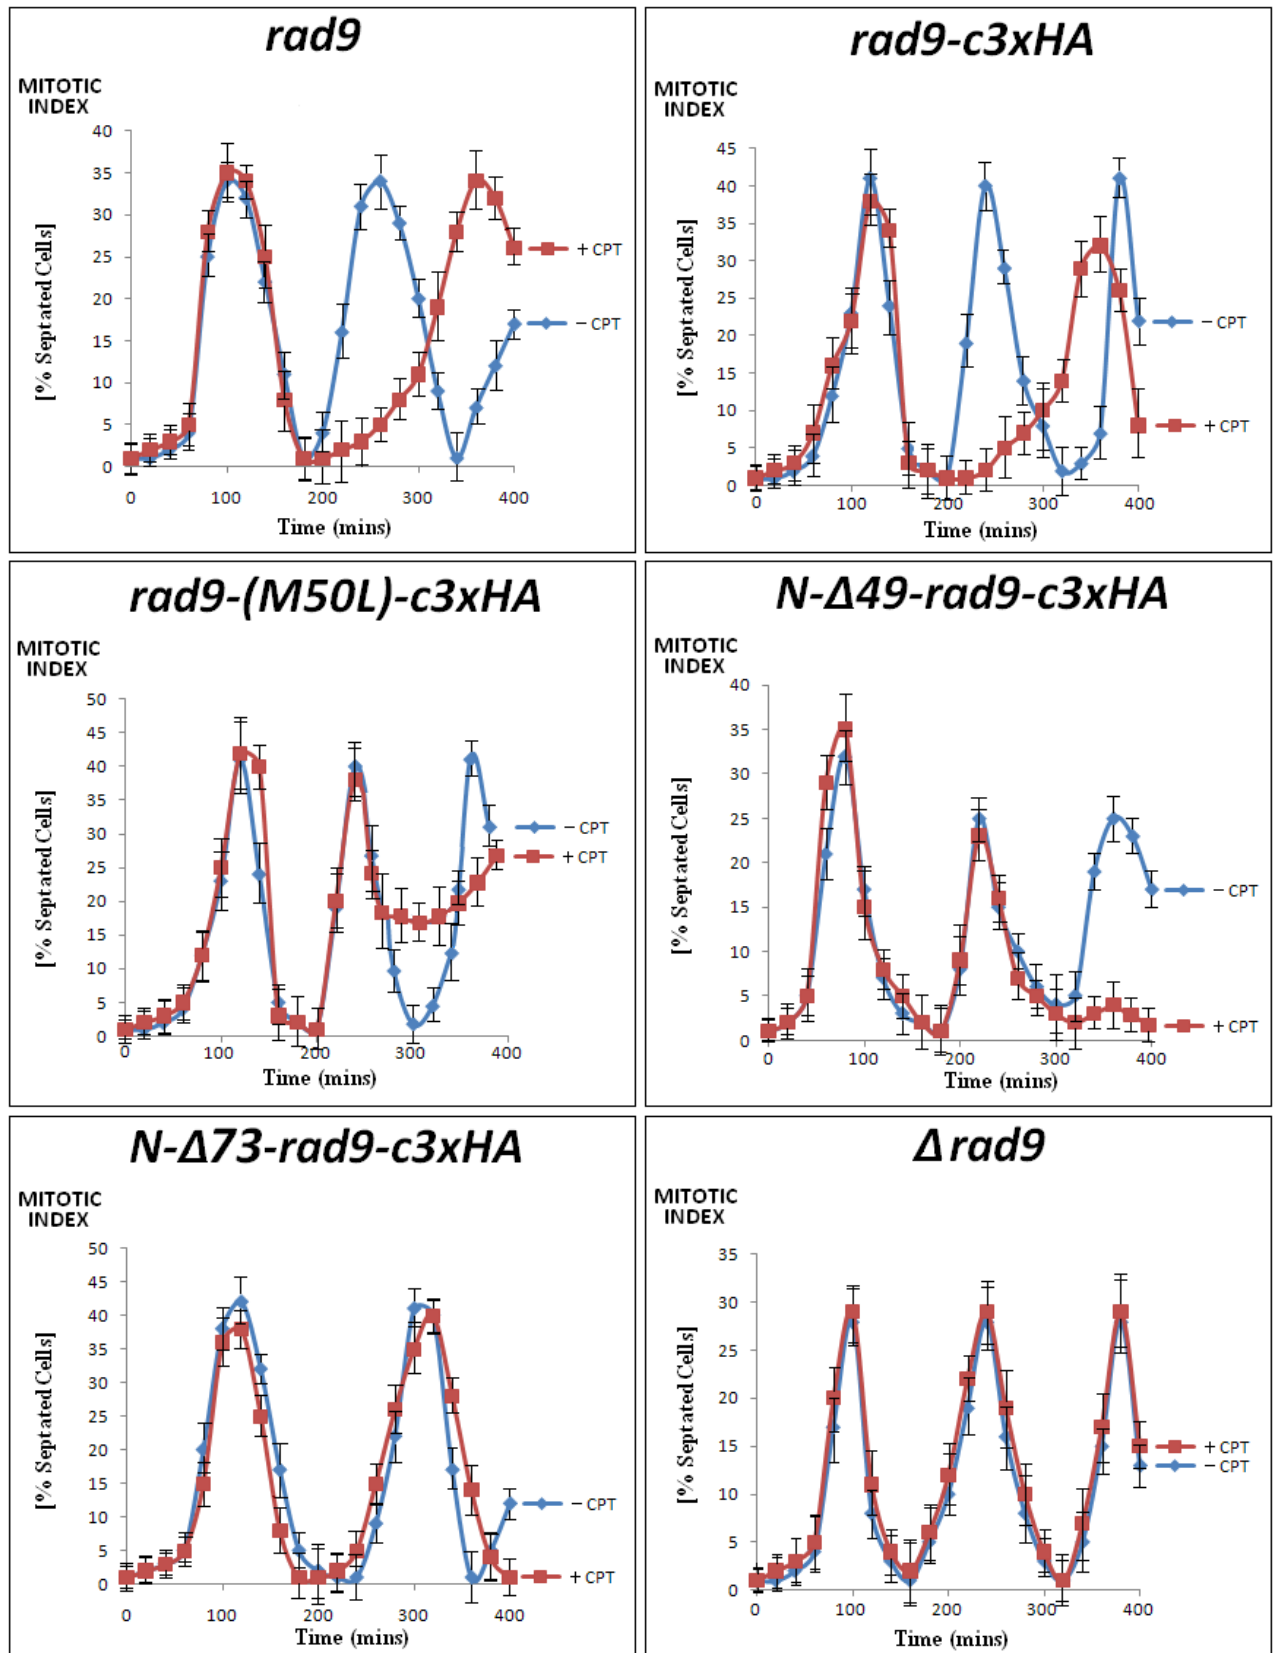 rad9
MITOTIC
INDEX
[% Septated Cells]
40
35
30
25
20
15
10
5
0
0 100 200 300 400
Time (mins)
+ CPT
− CPT
rad9-c3xHA
MITOTIC
INDEX
[% Septated Cells]
45
40
35
30
25
20
15
10
5
0
0 100 200 300 400
Time (mins)
− CPT
+ CPT
rad9-(M50L)-c3xHA
MITOTIC
INDEX
[% Septated Cells]
50
45
40
35
30
25
20
15
10
5
0
0 100 200 300 400
Time (mins)
− CPT
+ CPT
N-Δ49-rad9-c3xHA
MITOTIC
INDEX
[% Septated Cells]
40
35
30
25
20
15
10
5
0
0 100 200 300 400
Time (mins)
− CPT
+ CPT
N-Δ73-rad9-c3xHA
MITOTIC
INDEX
[% Septated Cells]
50
45
40
35
30
25
20
15
10
5
0
0 100 200 300 400
Time (mins)
− CPT
+ CPT
Δ rad9
MITOTIC
INDEX
[% Septated Cells]
35
30
25
20
15
10
5
0
0 100 200 300 400
Time (mins)
+ CPT
− CPT